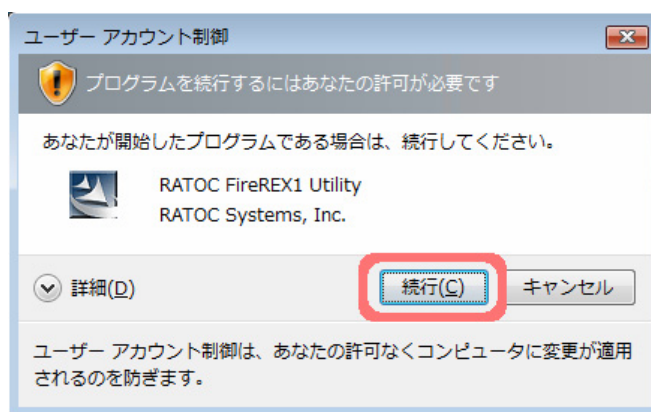 ユーザー アカウント制御
プログラムを続行するにはあなたの許可が必要です
あなたが開始したプログラムである場合は、続行してください。
RATOC FireREX1 Utility
RATOC Systems, Inc.
詳細(D)
続行(C)
キャンセル
ユーザー アカウント制御は、あなたの許可なくコンピュータに変更が適用
されるのを防ぎます。